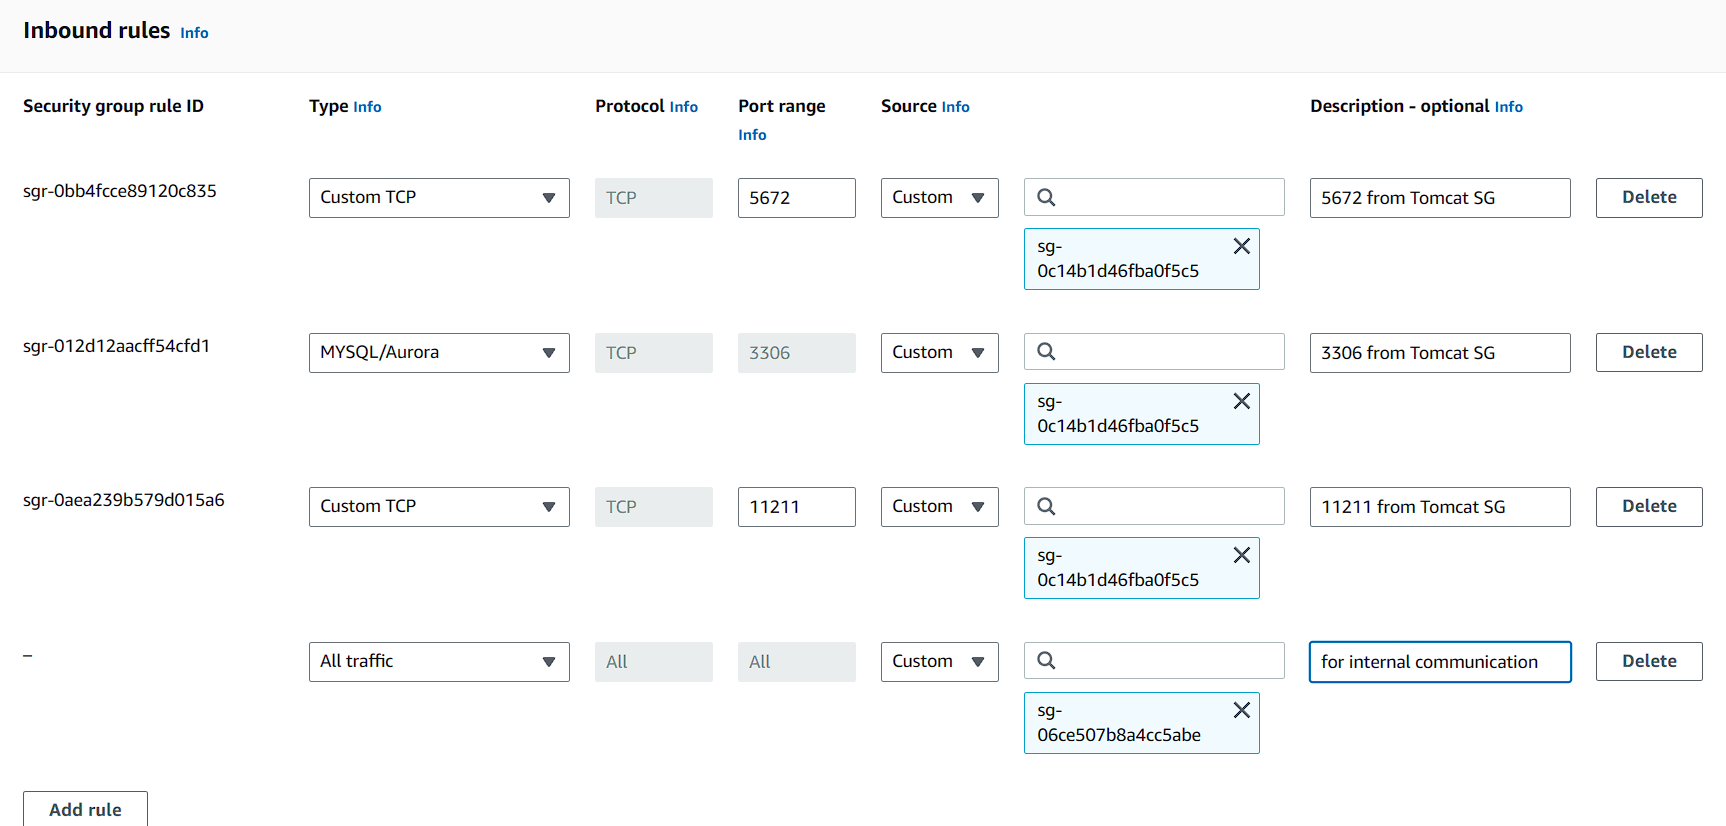 Inbound rules Info
Security group rule ID Type Info Protocol Info Port range Info Source Info Description - optional Info
sgr-0bb4fcce89120c835 Custom TCP TCP 5672 Custom 5672 from Tomcat SG Delete
sg-
0c14b1d46fba0f5c5
sgr-012d12aacff54cfd1 MYSQL/Aurora TCP 3306 Custom 3306 from Tomcat SG Delete
sg-
0c14b1d46fba0f5c5
sgr-0aea239b579d015a6 Custom TCP TCP 11211 Custom 11211 from Tomcat SG Delete
sg-
0c14b1d46fba0f5c5
– All traffic All All Custom for internal communication Delete
sg-
06ce507b8a4cc5abe
Add rule